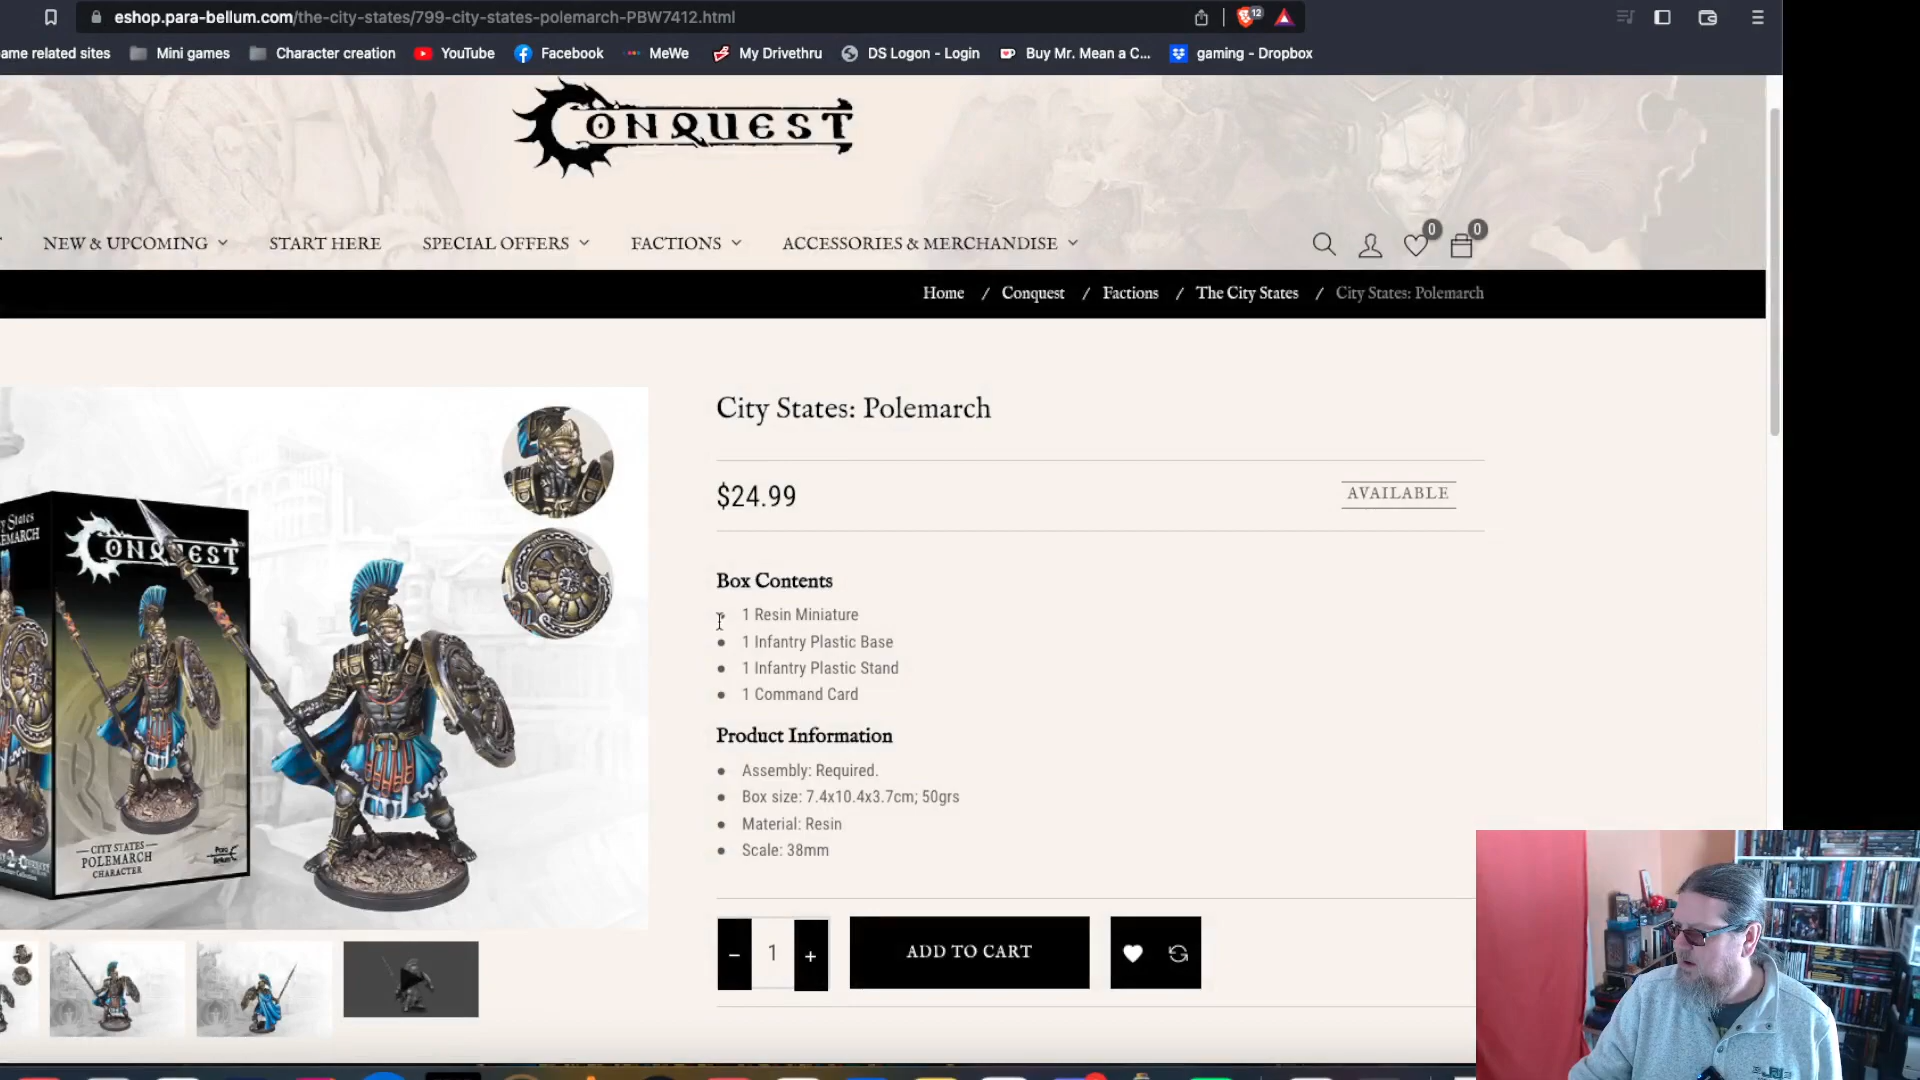 eshop.para-bellum.com/the-city-states/799-city-states-polemarch-PBW7412.html
12
ame related sites
Mini games
Character creation
YouTube
Facebook
MeWe
My Drivethru
DS Logon - Login
Buy Mr. Mean a C...
gaming - Dropbox
CONQUEST
NEW & UPCOMING
START HERE
SPECIAL OFFERS
FACTIONS
ACCESSORIES & MERCHANDISE
0
0
Home / Conquest / Factions / The City States / City States: Polemarch
City States: Polemarch
$24.99
AVAILABLE
Box Contents
1 Resin Miniature
1 Infantry Plastic Base
1 Infantry Plastic Stand
1 Command Card
Product Information
Assembly: Required.
Box size: 7.4x10.4x3.7cm; 50grs
Material: Resin
Scale: 38mm
CONQUEST
CITY STATES
POLEMARCH
CHARACTER
Para Bellum
− 1 +
ADD TO CART